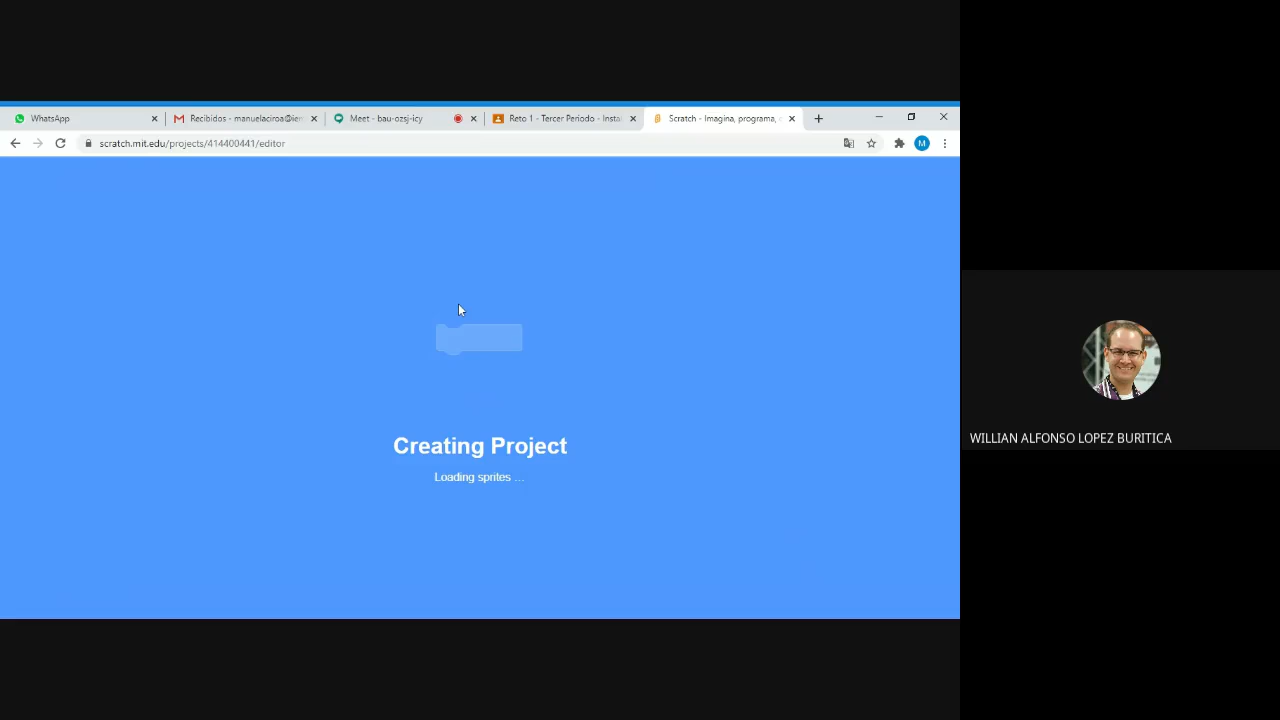 WhatsApp
Recibidos - manuelaciroa@ien
Meet - bau-ozsj-icy
Reto 1 - Tercer Periodo - Insta
Scratch - Imagina, programa, c
scratch.mit.edu/projects/414400441/editor
M
Creating Project
Loading sprites …
WILLIAN ALFONSO LOPEZ BURITICA